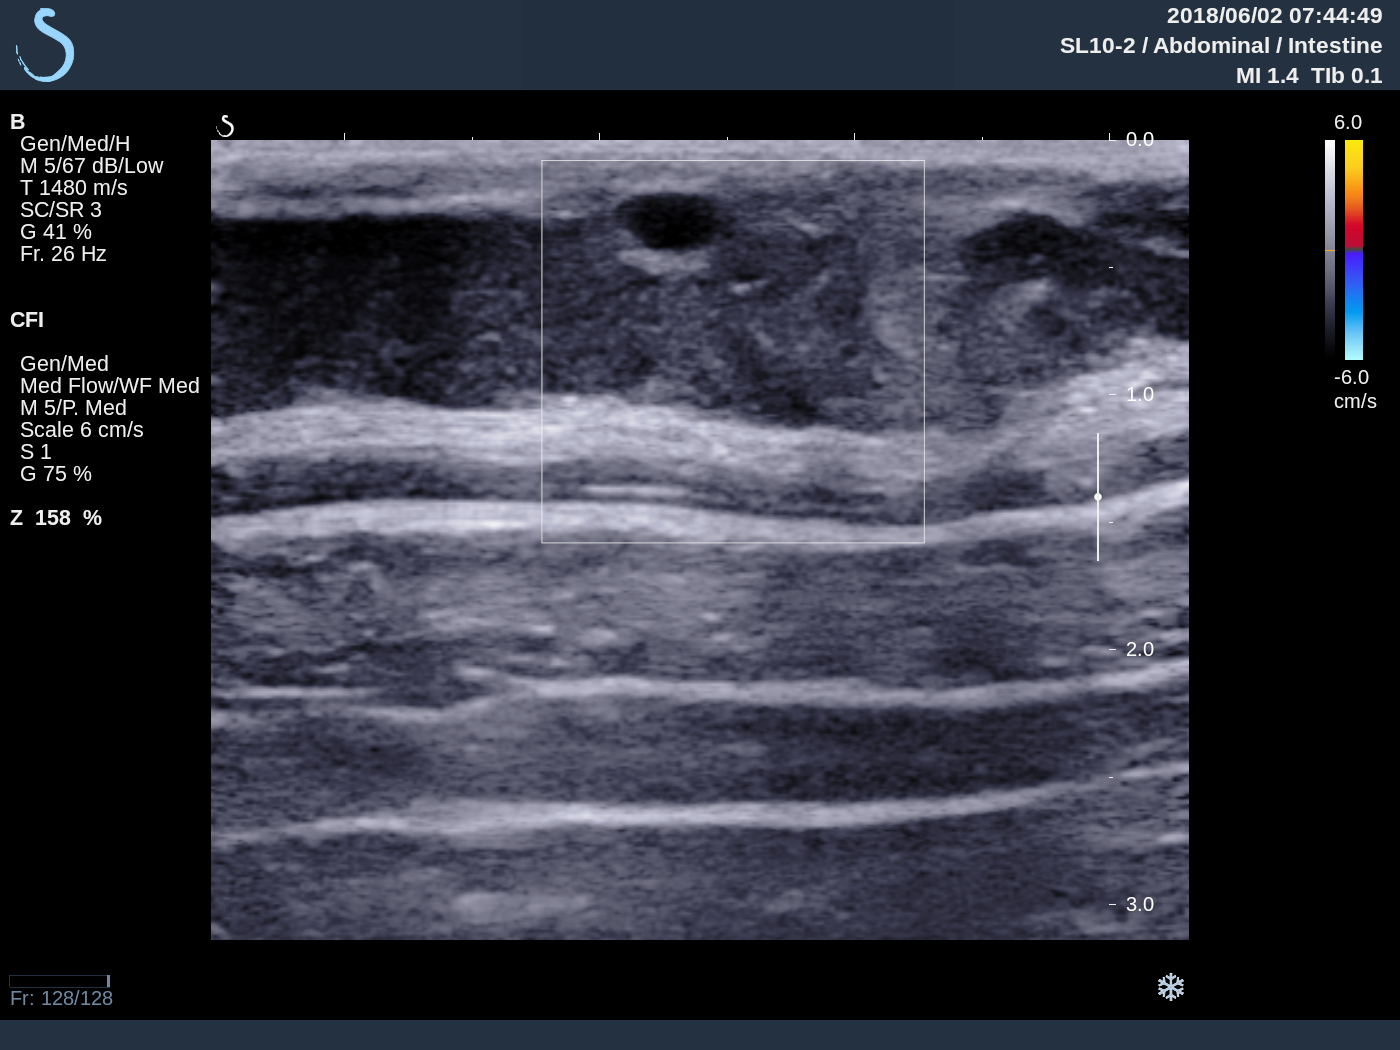 2018/06/02 07:44:49
SL10-2 / Abdominal / Intestine
MI 1.4 TIb 0.1
B
Gen/Med/H
M 5/67 dB/Low
T 1480 m/s
SC/SR 3
G 41 %
Fr. 26 Hz
CFI
Gen/Med
Med Flow/WF Med
M 5/P. Med
Scale 6 cm/s
S 1
G 75 %
Z 158 %
0.0
1.0
2.0
3.0
6.0
-6.0
cm/s
Fr: 128/128